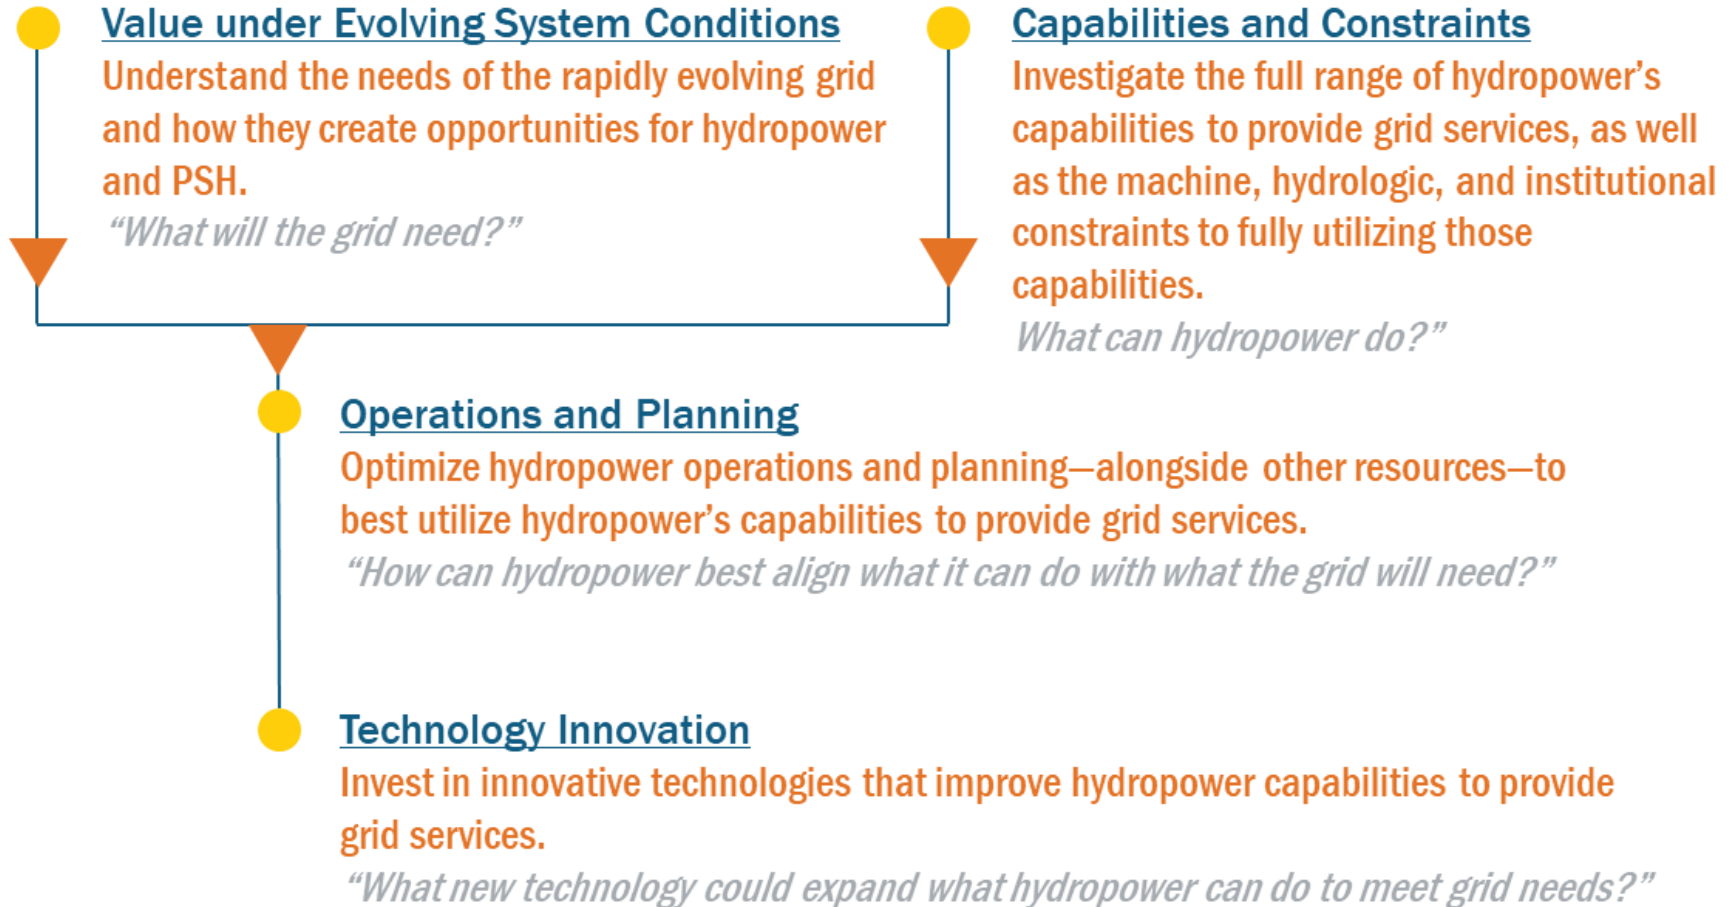 Value under Evolving System Conditions
Understand the needs of the rapidly evolving grid
and how they create opportunities for hydropower
and PSH.
“What will the grid need?”
Capabilities and Constraints
Investigate the full range of hydropower’s
capabilities to provide grid services, as well
as the machine, hydrologic, and institutional
constraints to fully utilizing those
capabilities.
What can hydropower do?”
Operations and Planning
Optimize hydropower operations and planning—alongside other resources—to
best utilize hydropower’s capabilities to provide grid services.
“How can hydropower best align what it can do with what the grid will need?”
Technology Innovation
Invest in innovative technologies that improve hydropower capabilities to provide
grid services.
“What new technology could expand what hydropower can do to meet grid needs?”